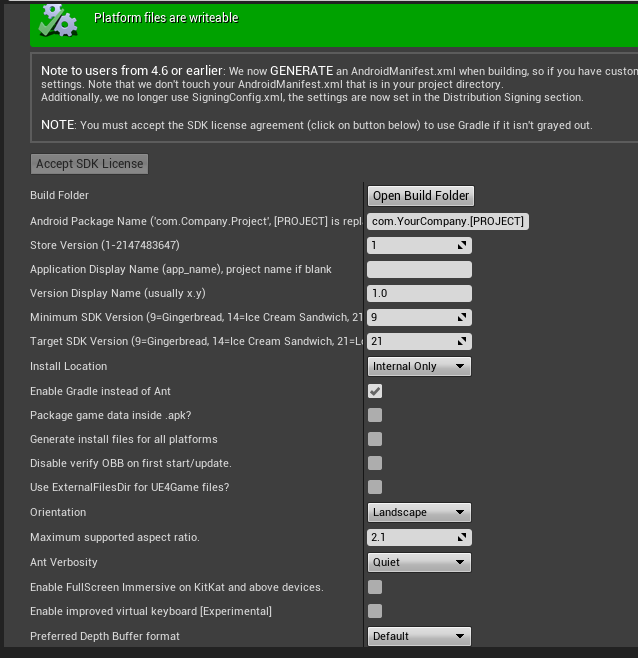 Platform files are writeable
Note to users from 4.6 or earlier: We now GENERATE an AndroidManifest.xml when building, so if you have custom
settings. Note that we don't touch your AndroidManifest.xml that is in your project directory.
Additionally, we no longer use SigningConfig.xml, the settings are now set in the Distribution Signing section.
NOTE: You must accept the SDK license agreement (click on button below) to use Gradle if it isn't grayed out.
Accept SDK License
Build Folder Open Build Folder
Android Package Name ('com.Company.Project', [PROJECT] is repl com.YourCompany.[PROJECT]
Store Version (1-2147483647) 1
Application Display Name (app_name), project name if blank
Version Display Name (usually x.y) 1.0
Minimum SDK Version (9=Gingerbread, 14=Ice Cream Sandwich, 21 9
Target SDK Version (9=Gingerbread, 14=Ice Cream Sandwich, 21=Lo 21
Install Location Internal Only
Enable Gradle instead of Ant
Package game data inside .apk?
Generate install files for all platforms
Disable verify OBB on first start/update.
Use ExternalFilesDir for UE4Game files?
Orientation Landscape
Maximum supported aspect ratio. 2.1
Ant Verbosity Quiet
Enable FullScreen Immersive on KitKat and above devices.
Enable improved virtual keyboard [Experimental]
Preferred Depth Buffer format Default